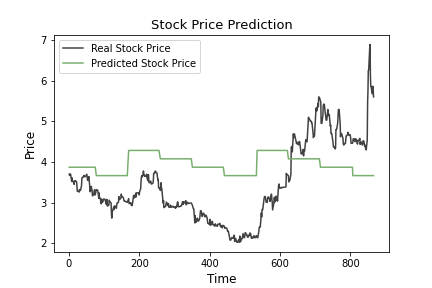 Stock Price Prediction
Real Stock Price
Predicted Stock Price
7
6
5
4
3
2
Price
0
200
400
600
800
Time